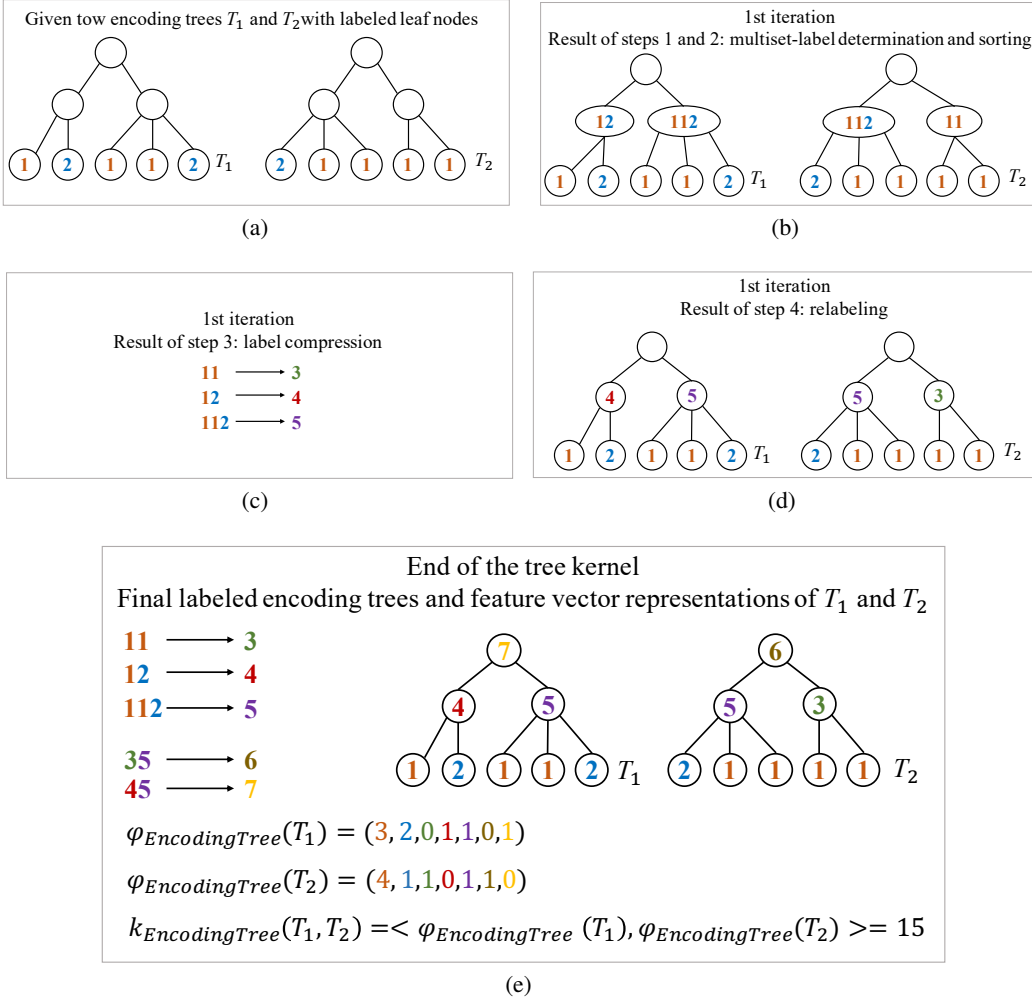 Given tow encoding trees T₁ and T₂with labeled leaf nodes
1 2 1 1 2 T₁
2 1 1 1 1 T₂
(a)
1st iteration
Result of steps 1 and 2: multiset-label determination and sorting
12 112
112 11
1 2 1 1 2 T₁
2 1 1 1 1 T₂
(b)
1st iteration
Result of step 3: label compression
11 → 3
12 → 4
112 → 5
(c)
1st iteration
Result of step 4: relabeling
4 5
5 3
1 2 1 1 2 T₁
2 1 1 1 1 T₂
(d)
End of the tree kernel
Final labeled encoding trees and feature vector representations of T₁ and T₂
11 → 3
12 → 4
112 → 5
35 → 6
45 → 7
7
4 5
1 2 1 1 2 T₁
6
5 3
2 1 1 1 1 T₂
φ_EncodingTree(T₁) = (3, 2,0,1,1,0,1)
φ_EncodingTree(T₂) = (4,1,1,0,1,1,0)
k_EncodingTree(T₁, T₂) =< φ_EncodingTree (T₁), φ_EncodingTree(T₂) >= 15
(e)